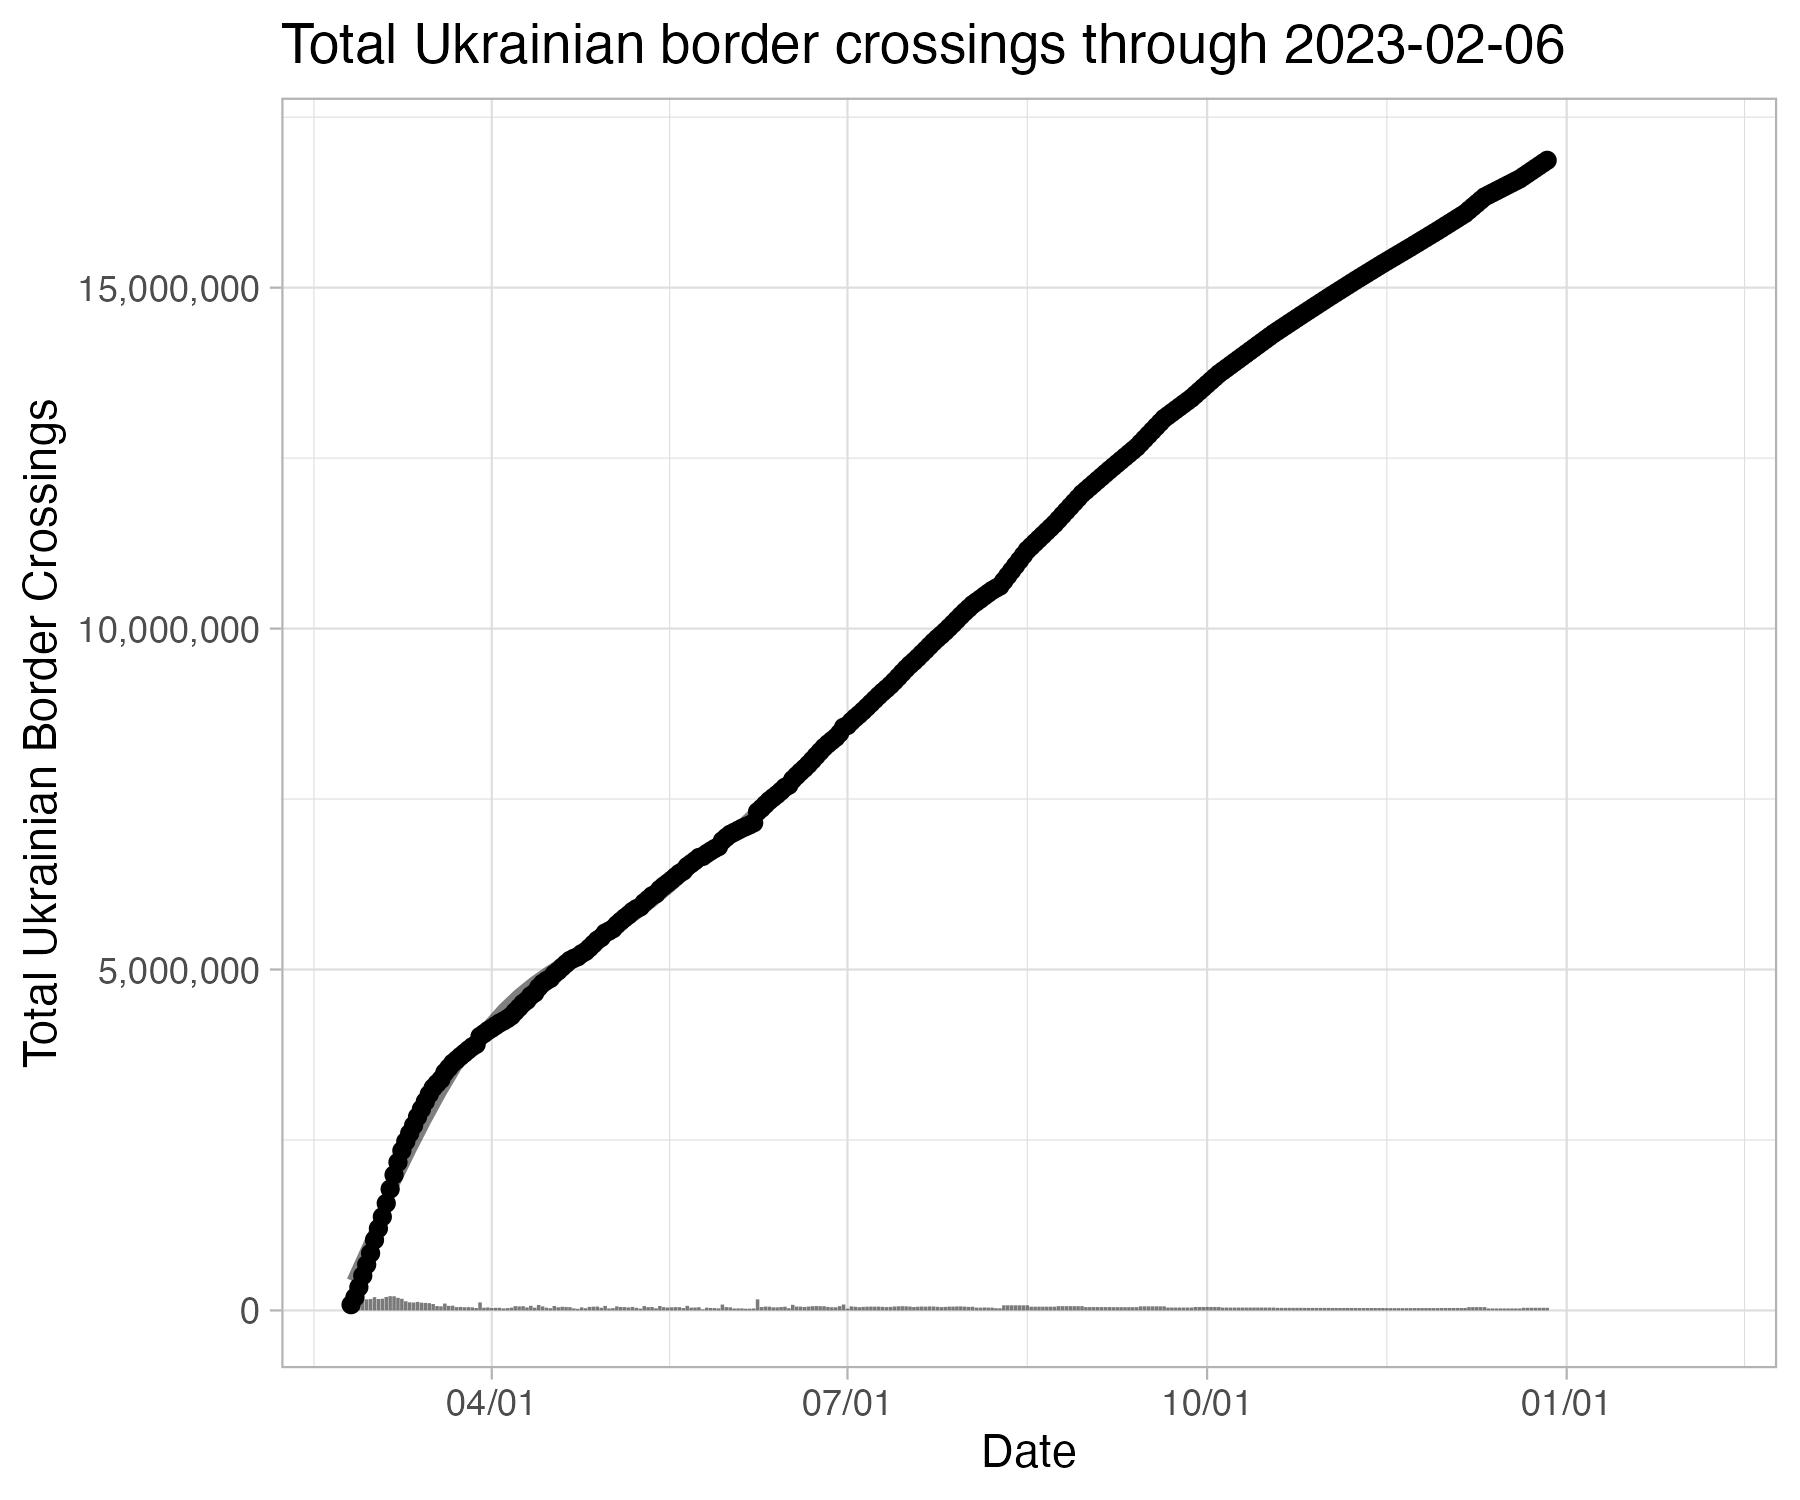 Total Ukrainian border crossings through 2023-02-06
Total Ukrainian Border Crossings
15,000,000
10,000,000
5,000,000
0
04/01
07/01
10/01
01/01
Date